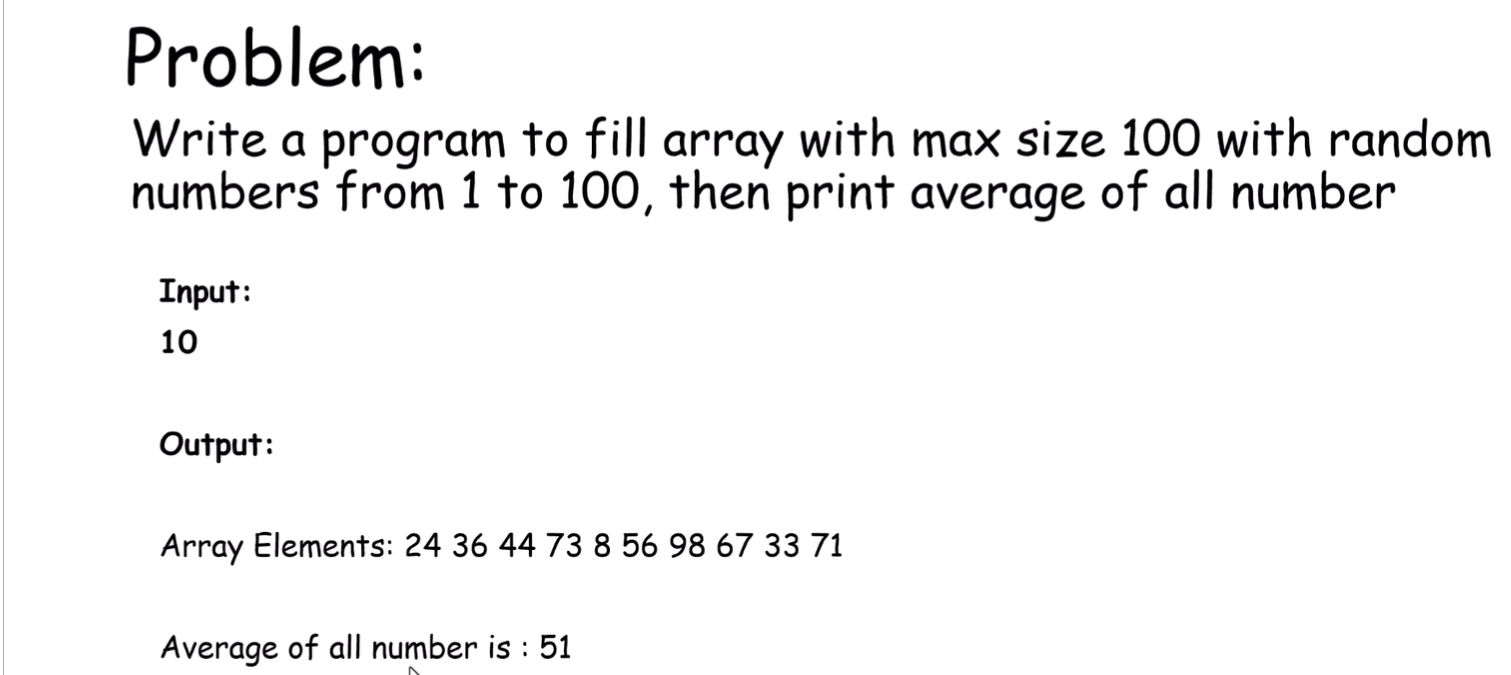 Problem:
Write a program to fill array with max size 100 with random
numbers from 1 to 100, then print average of all number
Input:
10
Output:
Array Elements: 24 36 44 73 8 56 98 67 33 71
Average of all number is : 51